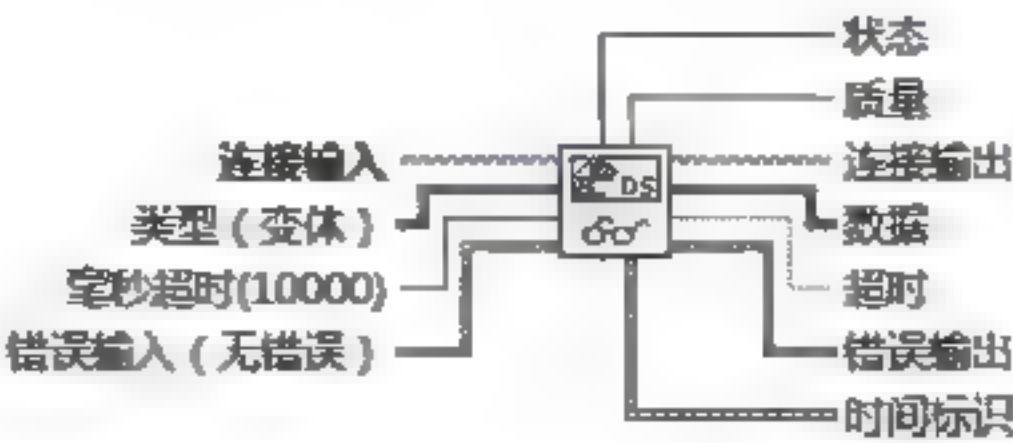 状态
质量
连接输入
连接输出
类型（变体）
数据
毫秒超时(10000)
超时
错误输入（无错误）
错误输出
时间标识
DS